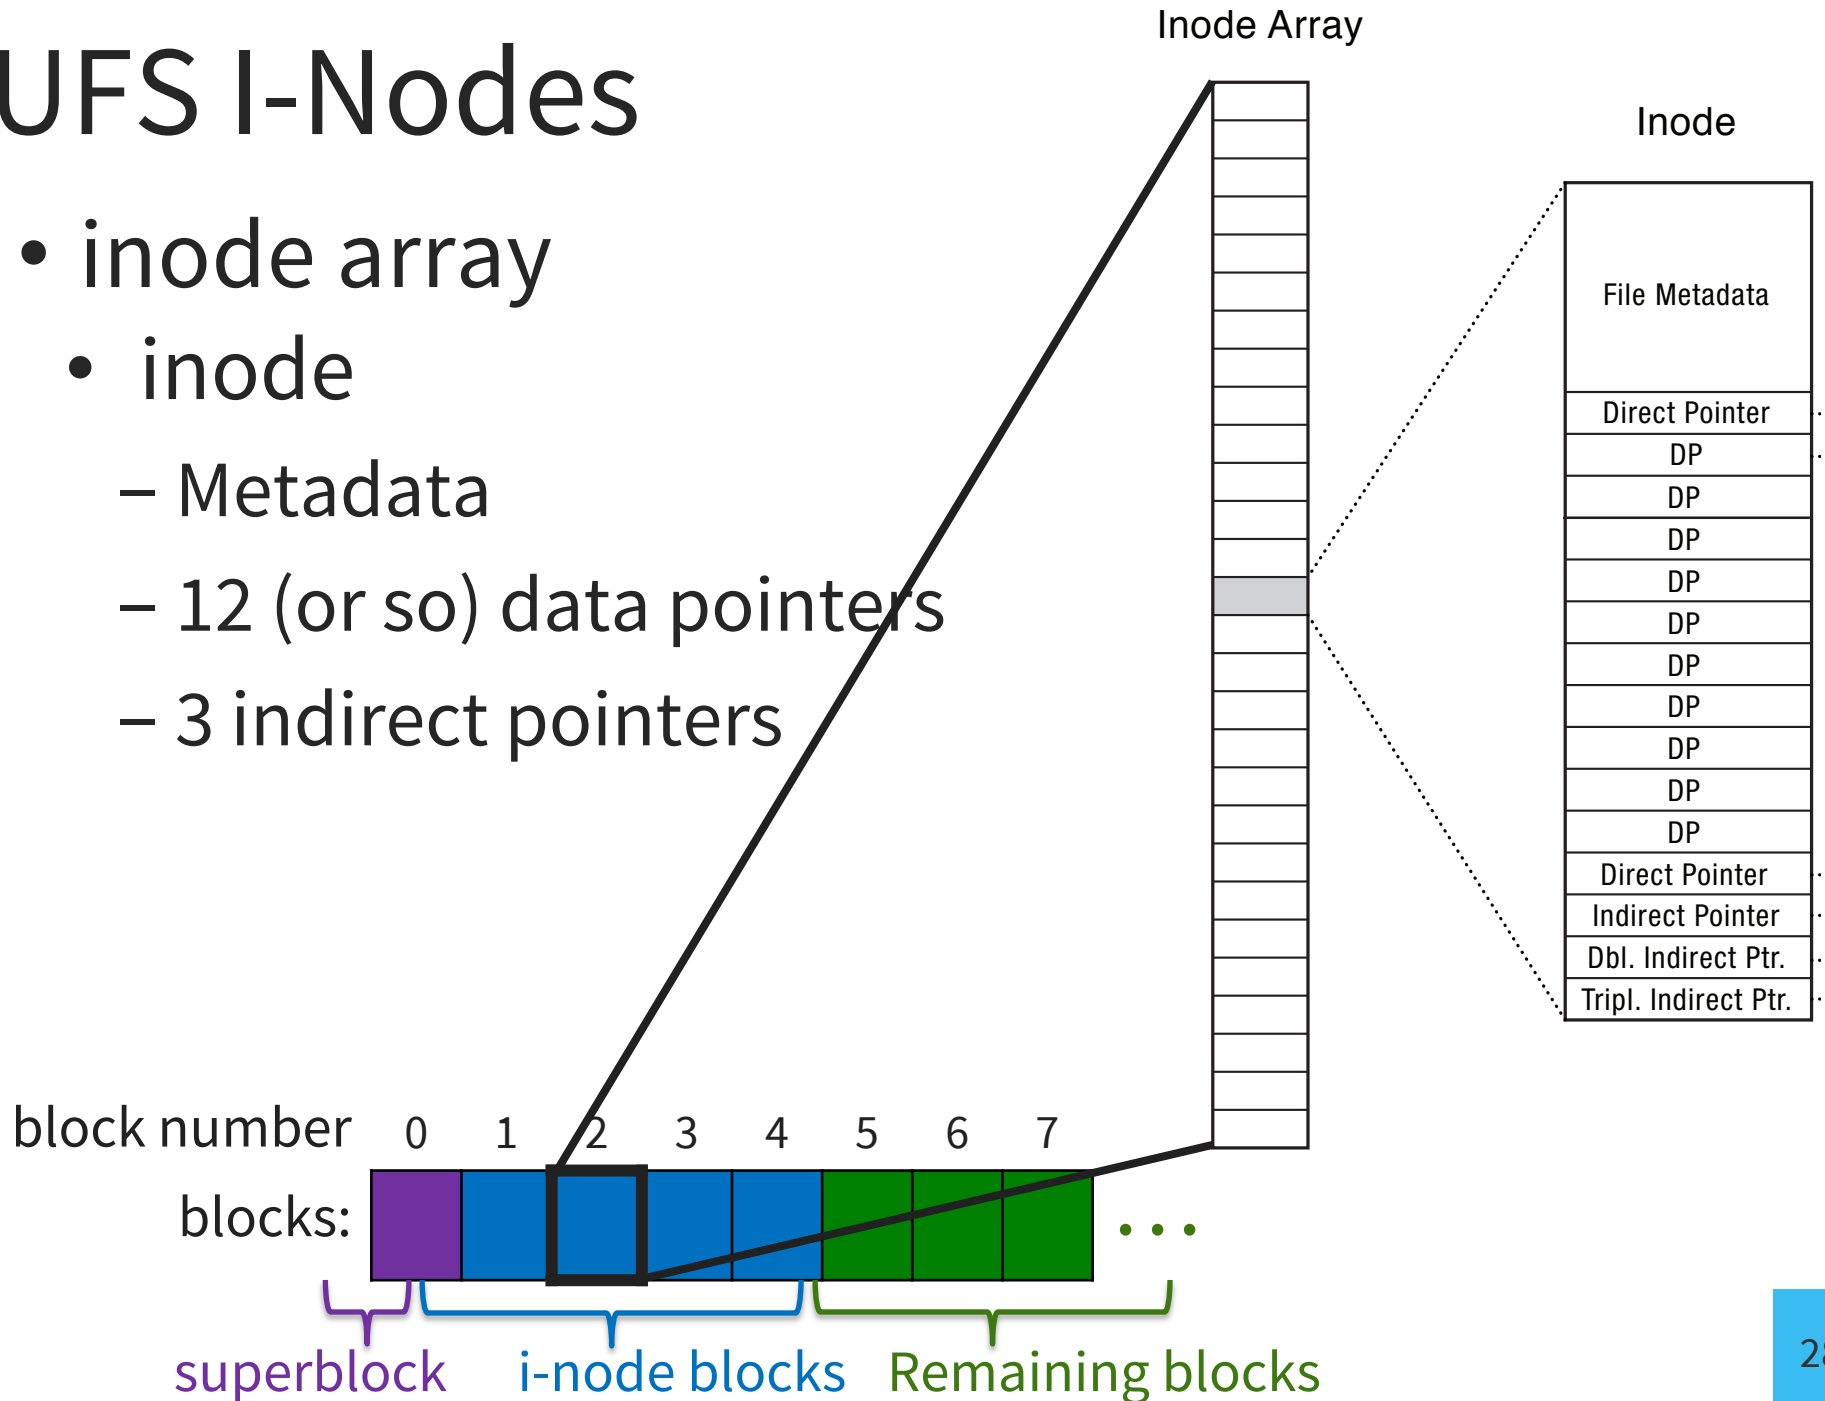 UFS I-Nodes
• inode array
• inode
– Metadata
– 12 (or so) data pointers
– 3 indirect pointers
Inode Array
Inode
File Metadata
Direct Pointer
DP
DP
DP
DP
DP
DP
DP
DP
DP
DP
Direct Pointer
Indirect Pointer
Dbl. Indirect Ptr.
Tripl. Indirect Ptr.
block number 0 1 2 3 4 5 6 7
blocks: ...
superblock i-node blocks Remaining blocks